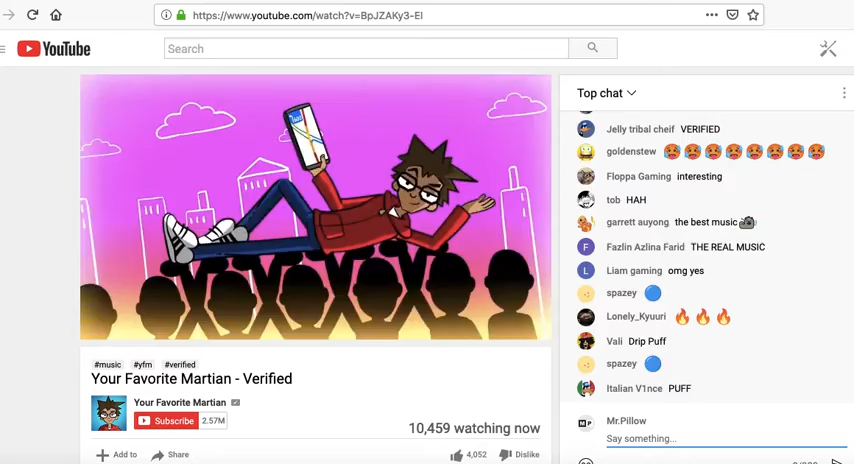 https://www.youtube.com/watch?v=BpJZAKy3-EI
YouTube
Search
Top chat
Jelly tribal cheif VERIFIED
goldenstew
Floppa Gaming interesting
tob HAH
garrett auyong the best music
F Fazlin Azlina Farid THE REAL MUSIC
L Liam gaming omg yes
spazey
Lonely_Kyuuri
Vali Drip Puff
spazey
Italian V1nce PUFF
M P Mr.Pillow
Say something...
#music #yfm #verified
Your Favorite Martian - Verified
Your Favorite Martian
Subscribe 2.57M
10,459 watching now
Add to Share 4,052 Dislike